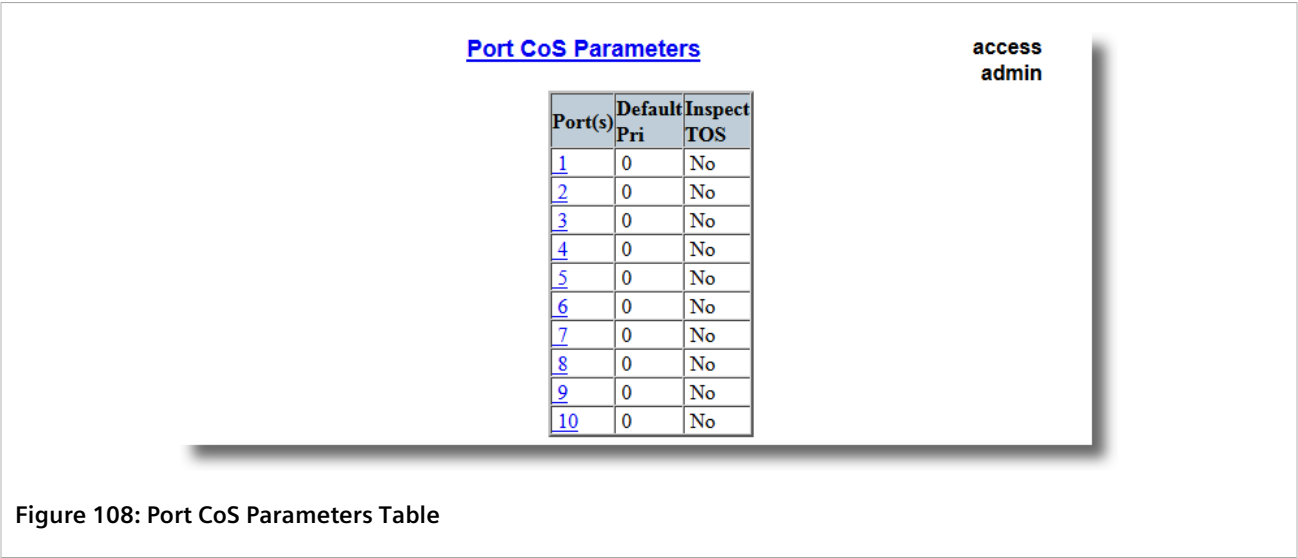 Port CoS Parameters
access
admin
Port(s) Default Pri Inspect TOS
1 0 No
2 0 No
3 0 No
4 0 No
5 0 No
6 0 No
7 0 No
8 0 No
9 0 No
10 0 No
Figure 108: Port CoS Parameters Table